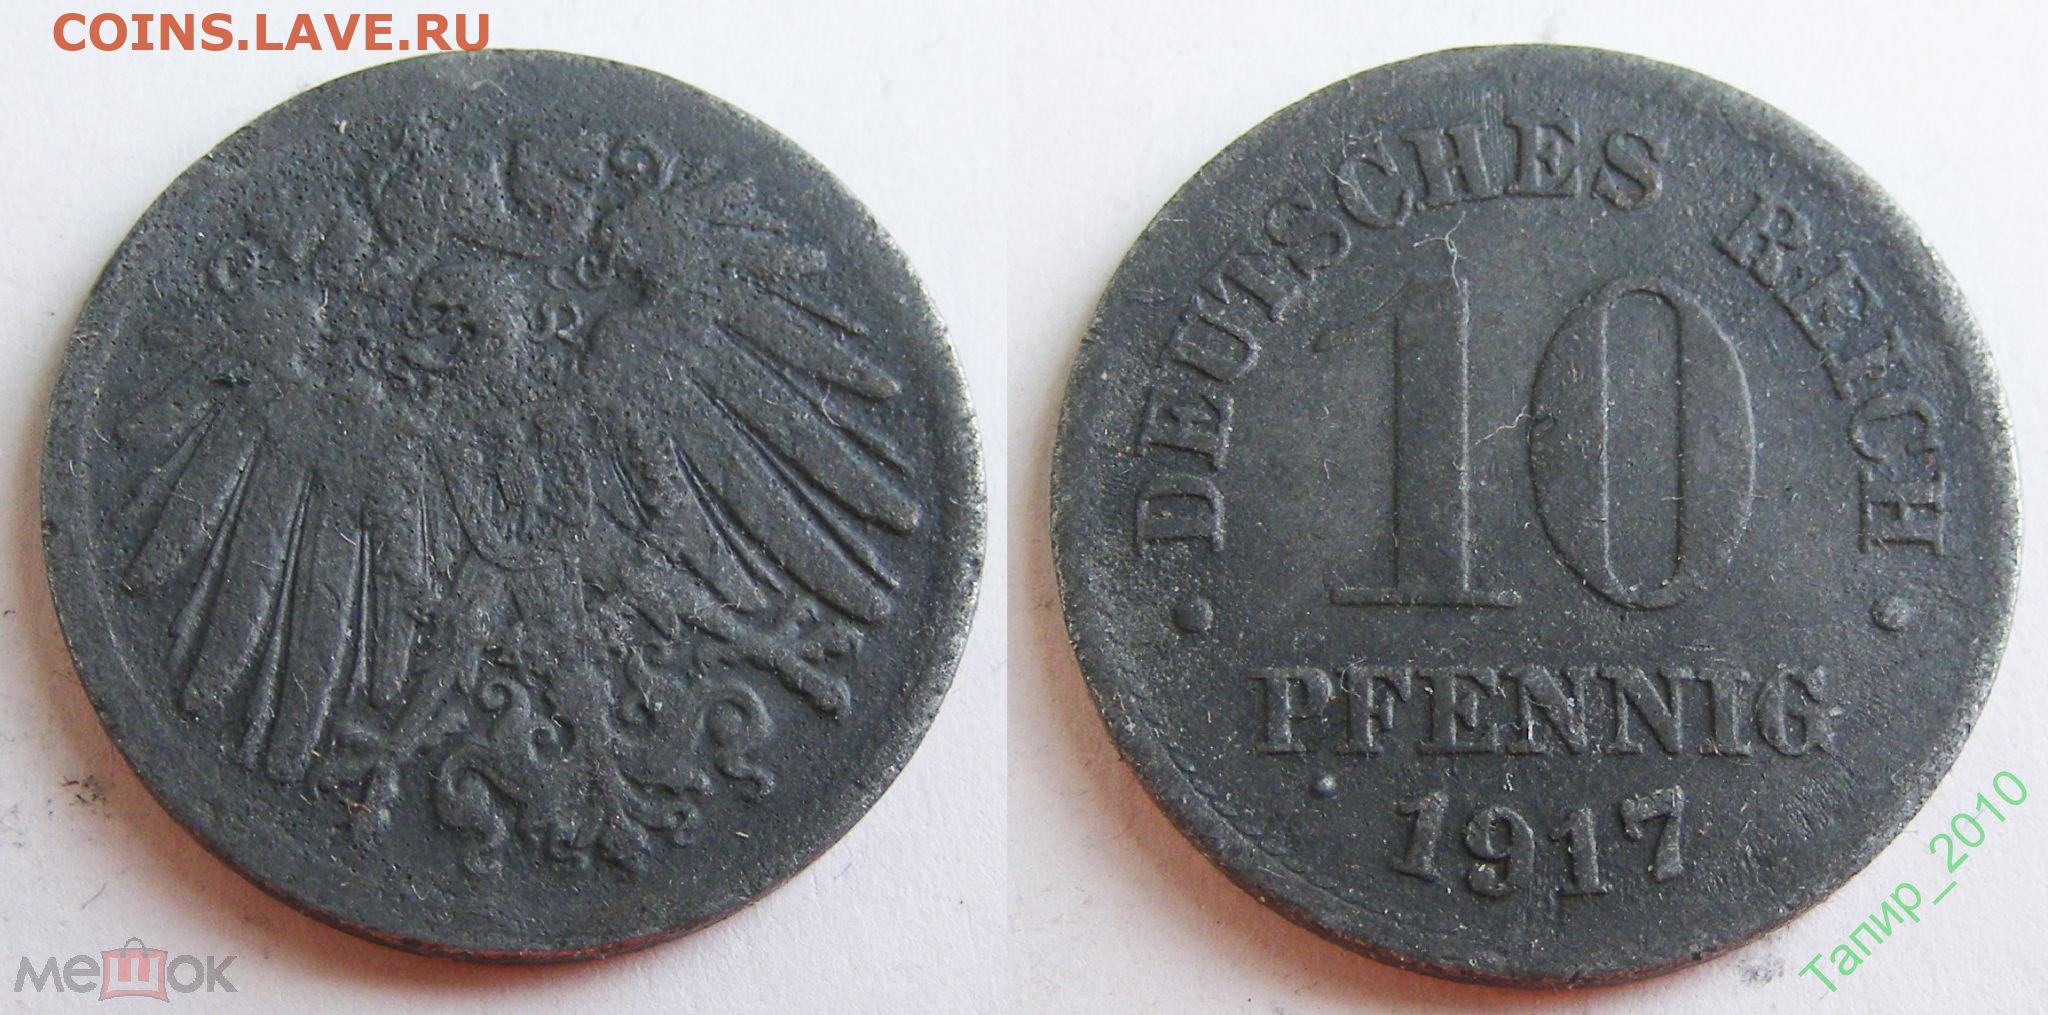 COINS.LAVE.RU
DEUTSCHES REICH
10
PFENNIG
1917
мешок
Тапир_2010